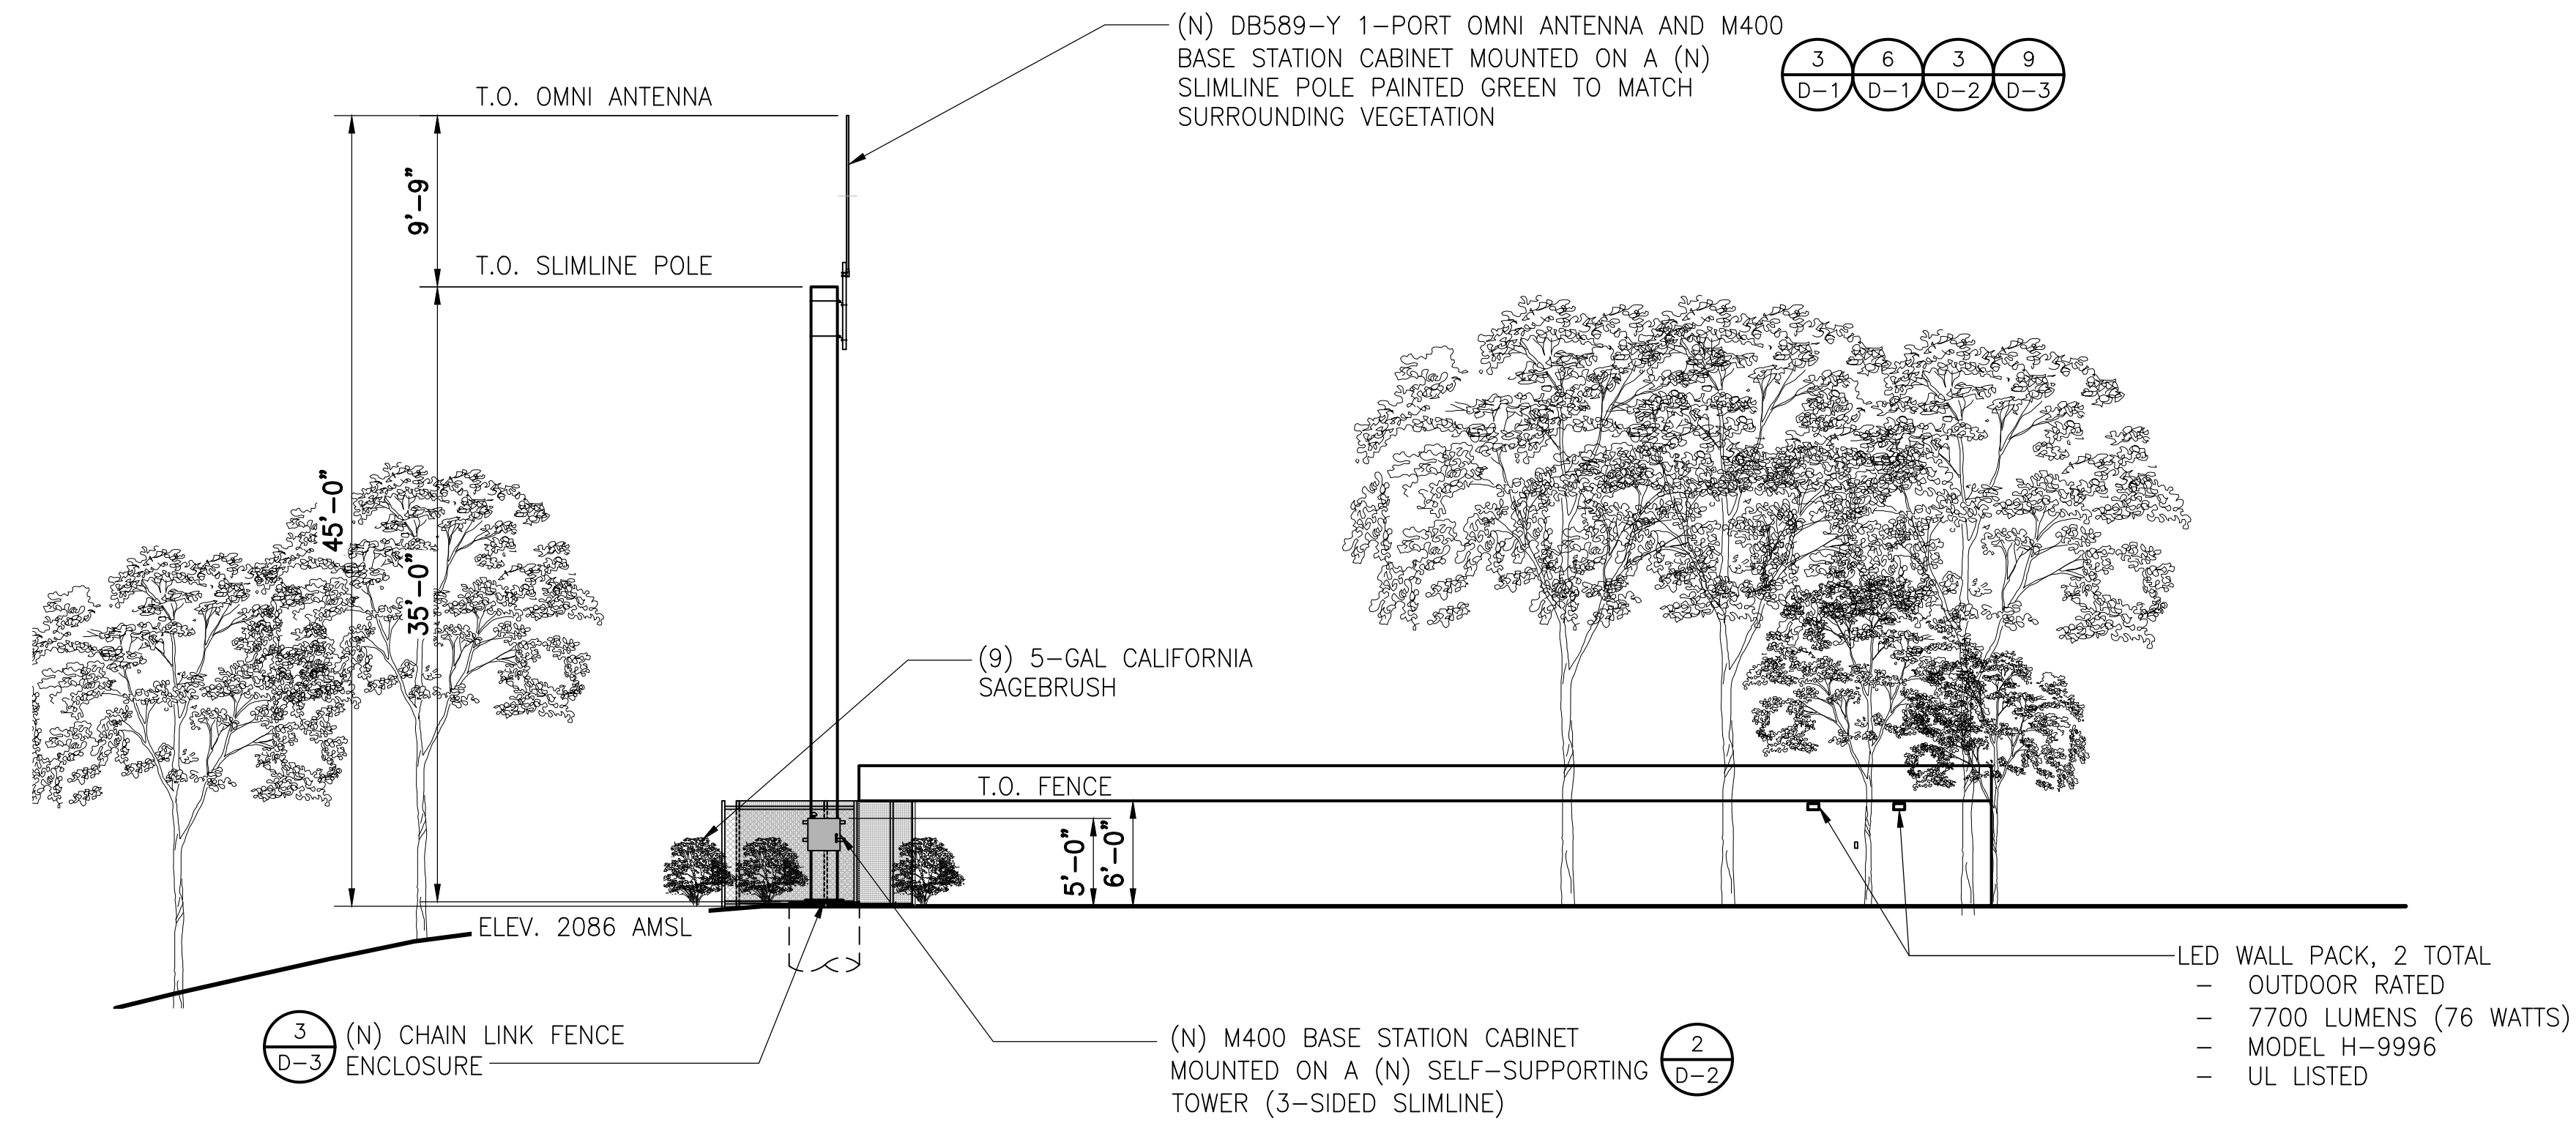 (N) DB589-Y 1-PORT OMNI ANTENNA AND M400
BASE STATION CABINET MOUNTED ON A (N)
SLIMLINE POLE PAINTED GREEN TO MATCH
SURROUNDING VEGETATION
3
D-1
6
D-1
3
D-2
9
D-3
T.O. OMNI ANTENNA
9'-9"
T.O. SLIMLINE POLE
45'-0"
35'-0"
(9) 5-GAL CALIFORNIA
SAGEBRUSH
T.O. FENCE
5'-0"
6'-0"
ELEV. 2086 AMSL
3
D-3
(N) CHAIN LINK FENCE
ENCLOSURE
(N) M400 BASE STATION CABINET
MOUNTED ON A (N) SELF-SUPPORTING
TOWER (3-SIDED SLIMLINE)
2
D-2
LED WALL PACK, 2 TOTAL
- OUTDOOR RATED
- 7700 LUMENS (76 WATTS)
- MODEL H-9996
- UL LISTED